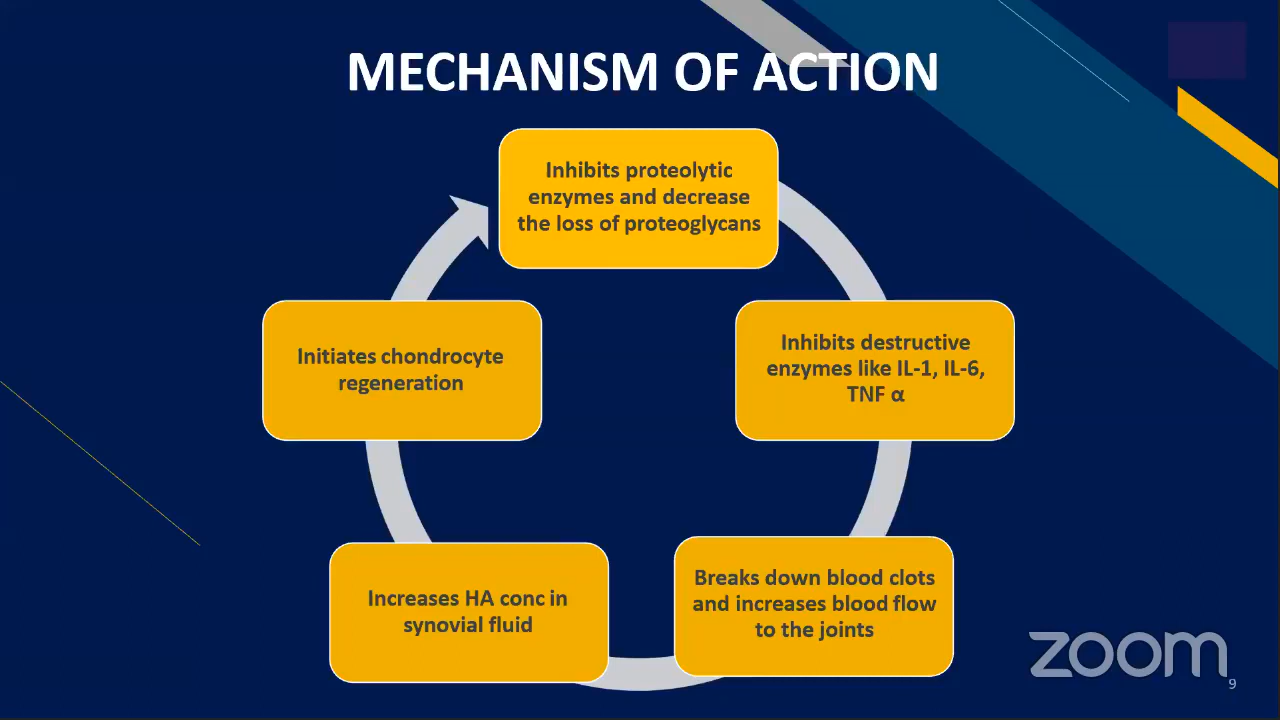 MECHANISM OF ACTION
Inhibits proteolytic
enzymes and decrease
the loss of proteoglycans
Inhibits destructive
enzymes like IL-1, IL-6,
TNF α
Breaks down blood clots
and increases blood flow
to the joints
Increases HA conc in
synovial fluid
Initiates chondrocyte
regeneration
zoom
9